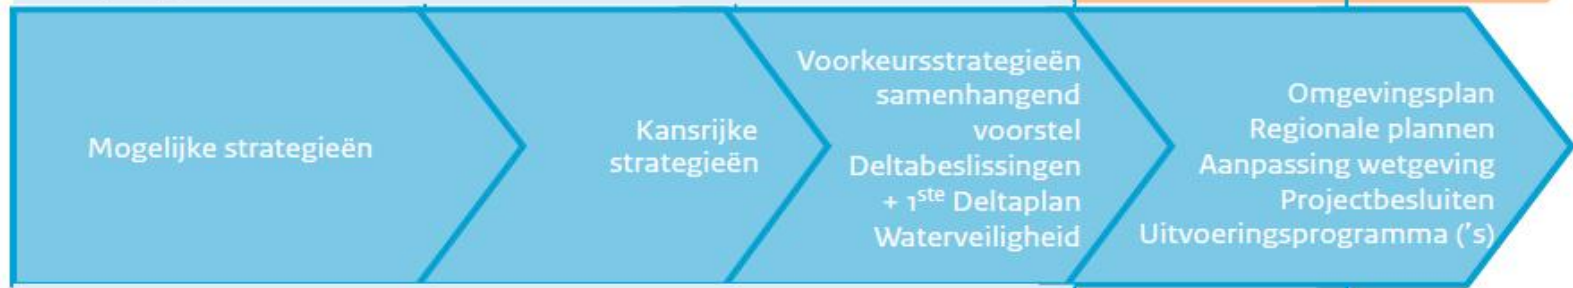 Mogelijke strategieën
Kansrijke
strategieën
Voorkeursstrategieën
samenhangend
voorstel
Deltabeslissingen
+ 1ste Deltaplan
Waterveiligheid
Omgevingsplan
Regionale plannen
Aanpassing wetgeving
Projectbesluiten
Uitvoeringsprogramma ('s)